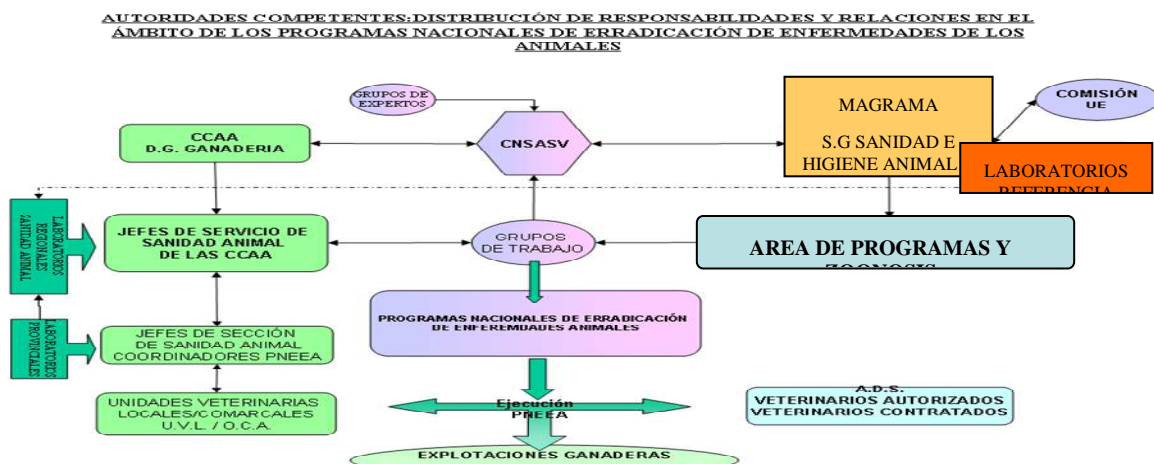 AUTORIDADES COMPETENTES:DISTRIBUCIÓN DE RESPONSABILIDADES Y RELACIONES EN EL
ÁMBITO DE LOS PROGRAMAS NACIONALES DE ERRADICACIÓN DE ENFERMEDADES DE LOS
ANIMALES
GRUPOS DE
EXPERTOS
MAGRAMA
S.G SANIDAD E
HIGIENE ANIMAL
COMISIÓN
UE
CCAA
D.G. GANADERIA
CNSASV
LABORATORIOS
REFERENCIA
LABORATORIOS
REGIONALES
SANIDAD ANIMAL
JEFES DE SERVICIO DE
SANIDAD ANIMAL
DE LAS CCAA
GRUPOS
DE TRABAJO
AREA DE PROGRAMAS Y
ZOONOSIS
PROGRAMAS NACIONALES DE ERRADICACIÓN
DE ENFEREMDADES ANIMALES
LABORATORIOS
PROVINCIALES
JEFES DE SECCIÓN
DE SANIDAD ANIMAL
COORDINADORES PNEEA
UNIDADES VETERINARIAS
LOCALES/COMARCALES
U.V.L. / O.C.A.
Ejecución
PNEEA
A.D.S.
VETERINARIOS AUTORIZADOS
VETERINARIOS CONTRATADOS
EXPLOTACIONES GANADERAS